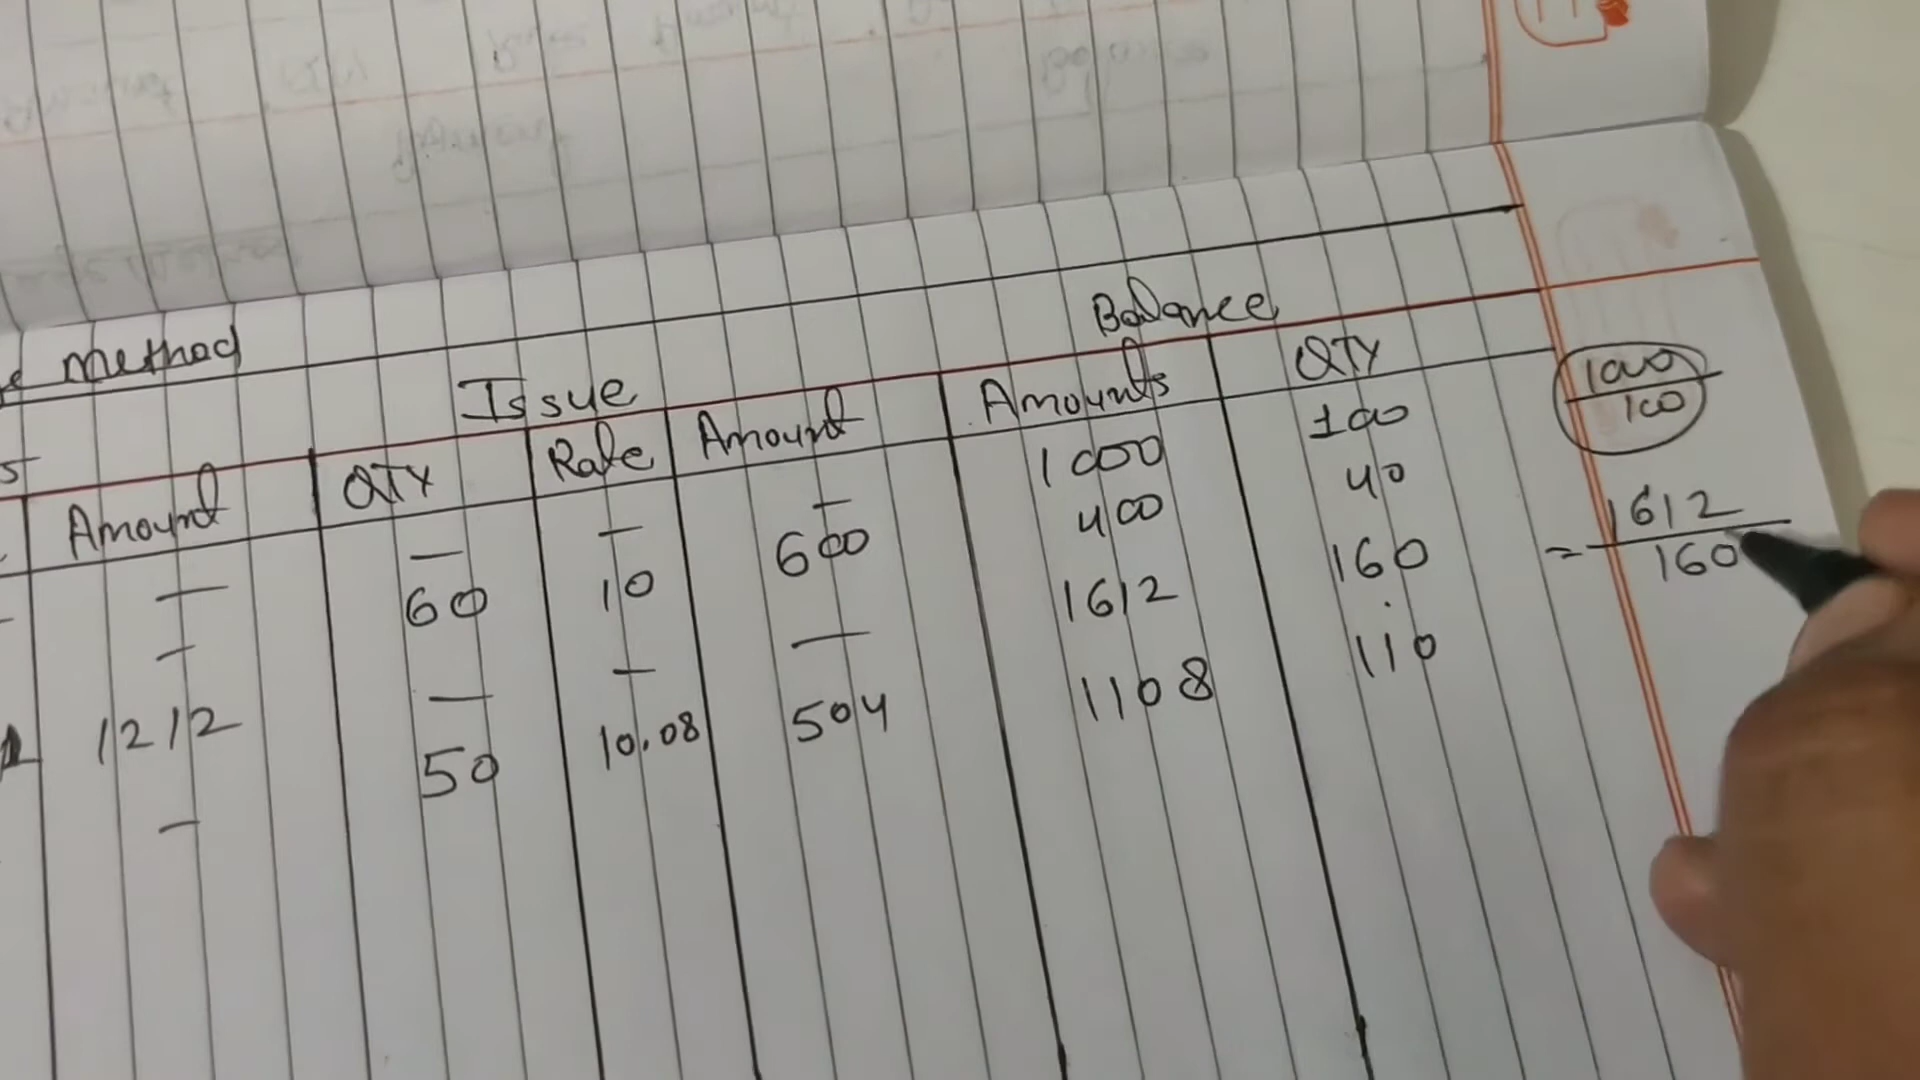 Method
Issue Balance
Amount QTY Rate Amount Amounts QTY
— — — — 1000 100
— 60 10 600 400 40
1212 — — — 1612 160
— 50 10.08 504 1108 110
1000
100
= 1612
160